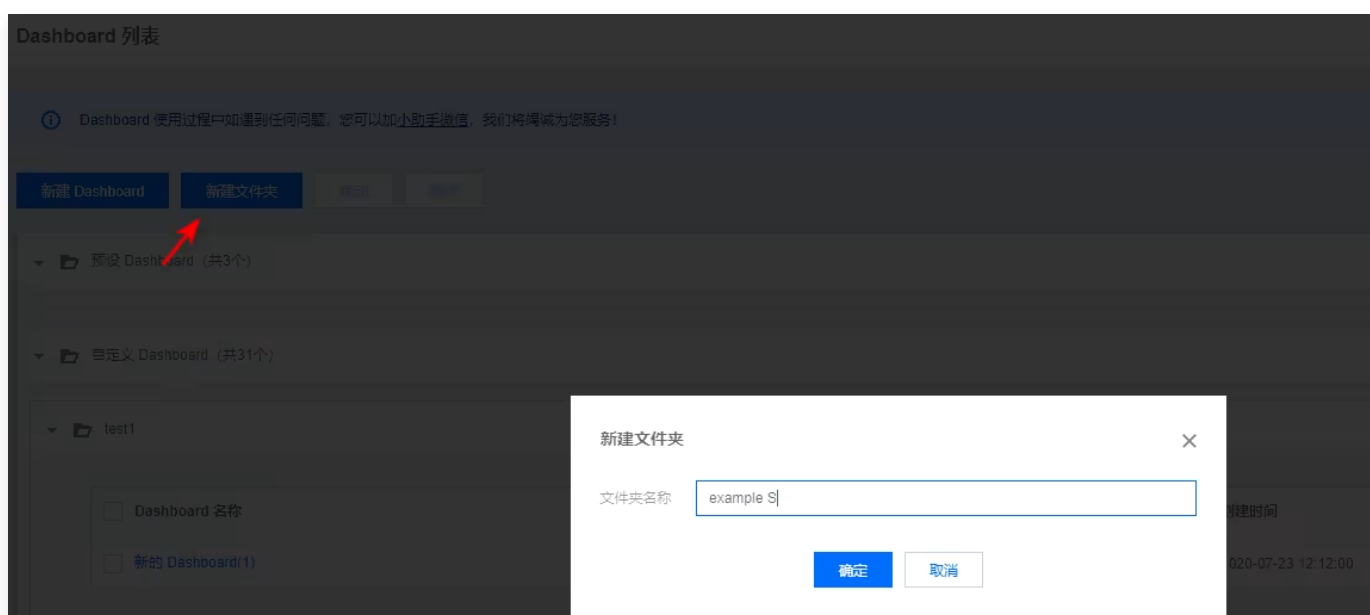 Dashboard 列表
Dashboard 使用过程中如遇到任何问题，您可以加小助手微信，我们将竭诚为您服务！
新建 Dashboard 新建文件夹
预设 Dashboard (共3个)
自定义 Dashboard (共31个)
test1
新建文件夹
文件夹名称 example S
Dashboard 名称 创建时间
新的 Dashboard(1) 020-07-23 12:12:00
确定 取消